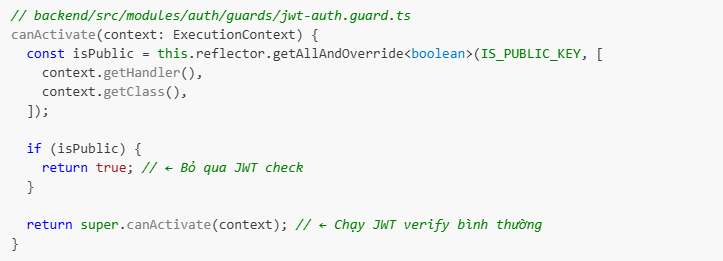 // backend/src/modules/auth/guards/jwt-auth.guard.ts
canActivate(context: ExecutionContext) {
  const isPublic = this.reflector.getAllAndOverride<boolean>(IS_PUBLIC_KEY, [
    context.getHandler(),
    context.getClass(),
  ]);

  if (isPublic) {
    return true; // ← Bỏ qua JWT check
  }

  return super.canActivate(context); // ← Chạy JWT verify bình thường
}